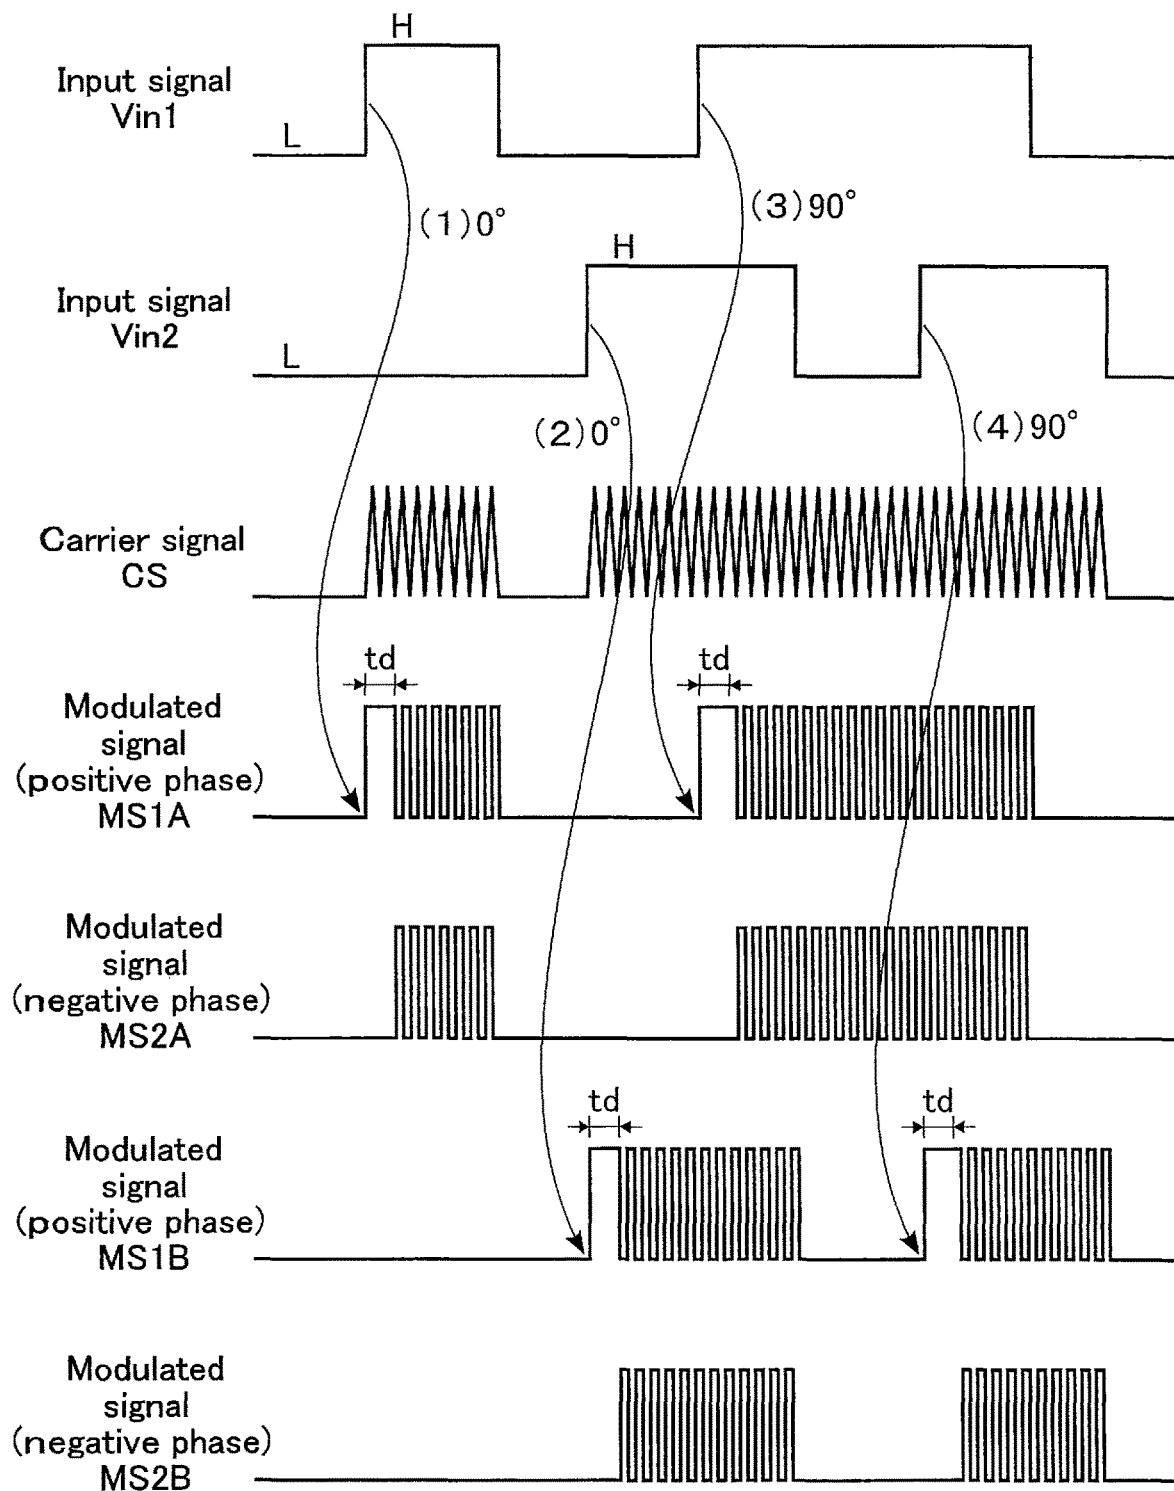 H
Input signal
Vin1
L
(1)0°
(3)90°
H
Input signal
Vin2
L
(2)0°
(4)90°
Carrier signal
CS
td
td
Modulated
signal
(positive phase)
MS1A
Modulated
signal
(negative phase)
MS2A
td
td
Modulated
signal
(positive phase)
MS1B
Modulated
signal
(negative phase)
MS2B